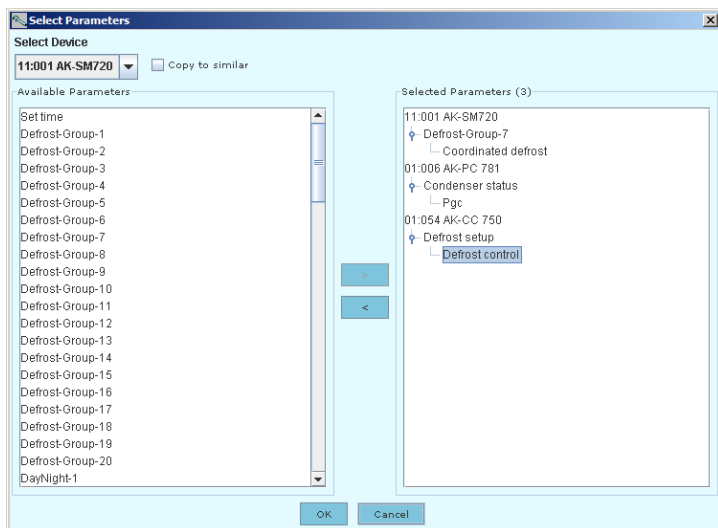 Select Parameters
Select Device
11:001 AK-SM720
Copy to similar
Available Parameters
Set time
Defrost-Group-1
Defrost-Group-2
Defrost-Group-3
Defrost-Group-4
Defrost-Group-5
Defrost-Group-6
Defrost-Group-7
Defrost-Group-8
Defrost-Group-9
Defrost-Group-10
Defrost-Group-11
Defrost-Group-12
Defrost-Group-13
Defrost-Group-14
Defrost-Group-15
Defrost-Group-16
Defrost-Group-17
Defrost-Group-18
Defrost-Group-19
Defrost-Group-20
DayNight-1
>
<
Selected Parameters (3)
11:001 AK-SM720
Defrost-Group-7
Coordinated defrost
01:006 AK-PC 781
Condenser status
Pgc
01:054 AK-CC 750
Defrost setup
Defrost control
OK
Cancel